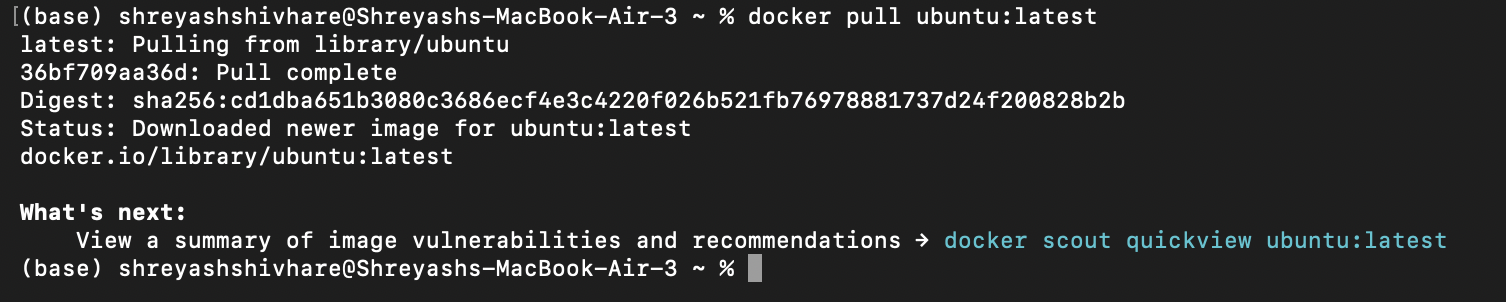 [(base) shreyashshivhare@Shreyashs-MacBook-Air-3 ~ % docker pull ubuntu:latest
latest: Pulling from library/ubuntu
36bf709aa36d: Pull complete
Digest: sha256:cd1dba651b3080c3686ecf4e3c4220f026b521fb76978881737d24f200828b2b
Status: Downloaded newer image for ubuntu:latest
docker.io/library/ubuntu:latest
What's next:
View a summary of image vulnerabilities and recommendations → docker scout quickview ubuntu:latest
(base) shreyashshivhare@Shreyashs-MacBook-Air-3 ~ %